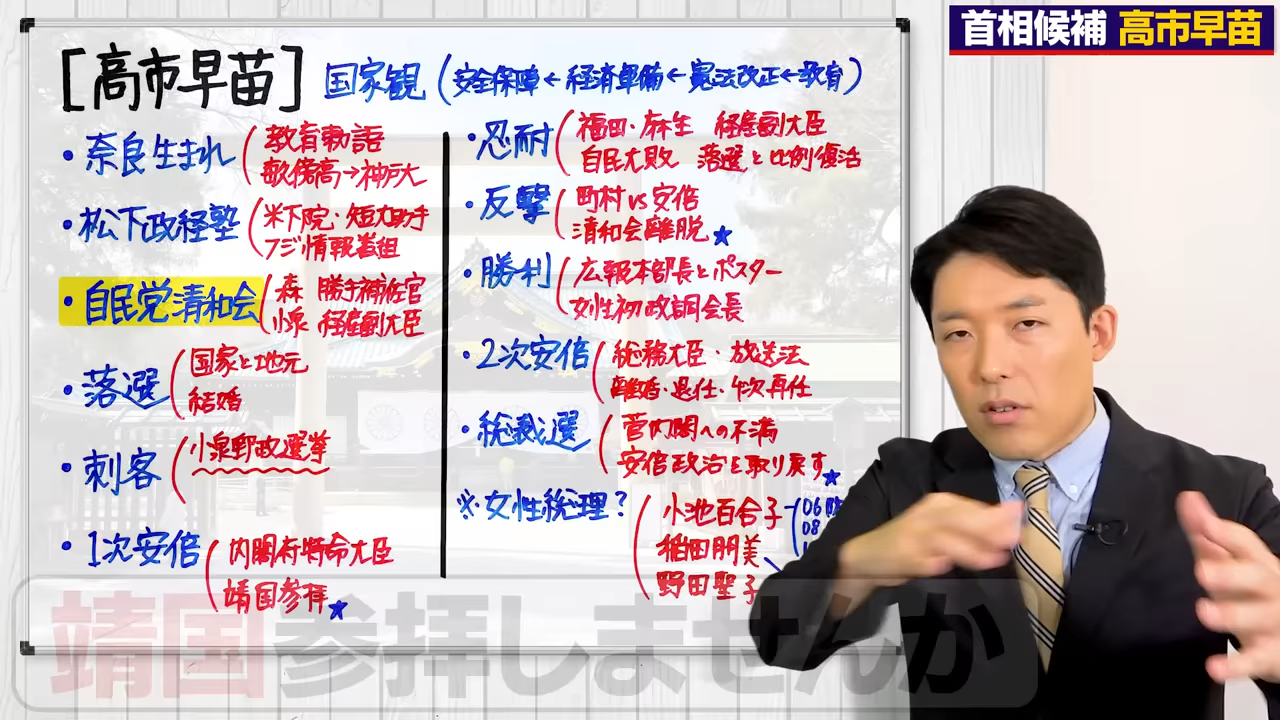 首相候補 高市早苗
[高市早苗] 国家観 (安全保障←経済軍備←憲法改正←教育)
・奈良生まれ
教育勅語
畝傍高→神戸大
・松下政経塾
米下院・短大助手
フジ情報番組
・自民党清和会
森 勝手補佐官
小泉 経産副大臣
・落選
国家と地元
結婚
・刺客
小泉郵政選挙
・1次安倍
内閣府特命大臣
靖国参拝★
・忍耐
福田・麻生 経産副大臣
自民大敗 落選と比例復活
・反撃
町村vs安倍
清和会離脱★
・勝利
広報本部長とポスター
女性初政調会長
・2次安倍
総務大臣・放送法
離婚・退任・4次再任
・総裁選
菅内閣への不満
安倍政治を取り戻す★
※女性総理?
小池百合子
06
08
稲田朋美
野田聖子
靖国参拝しませんか